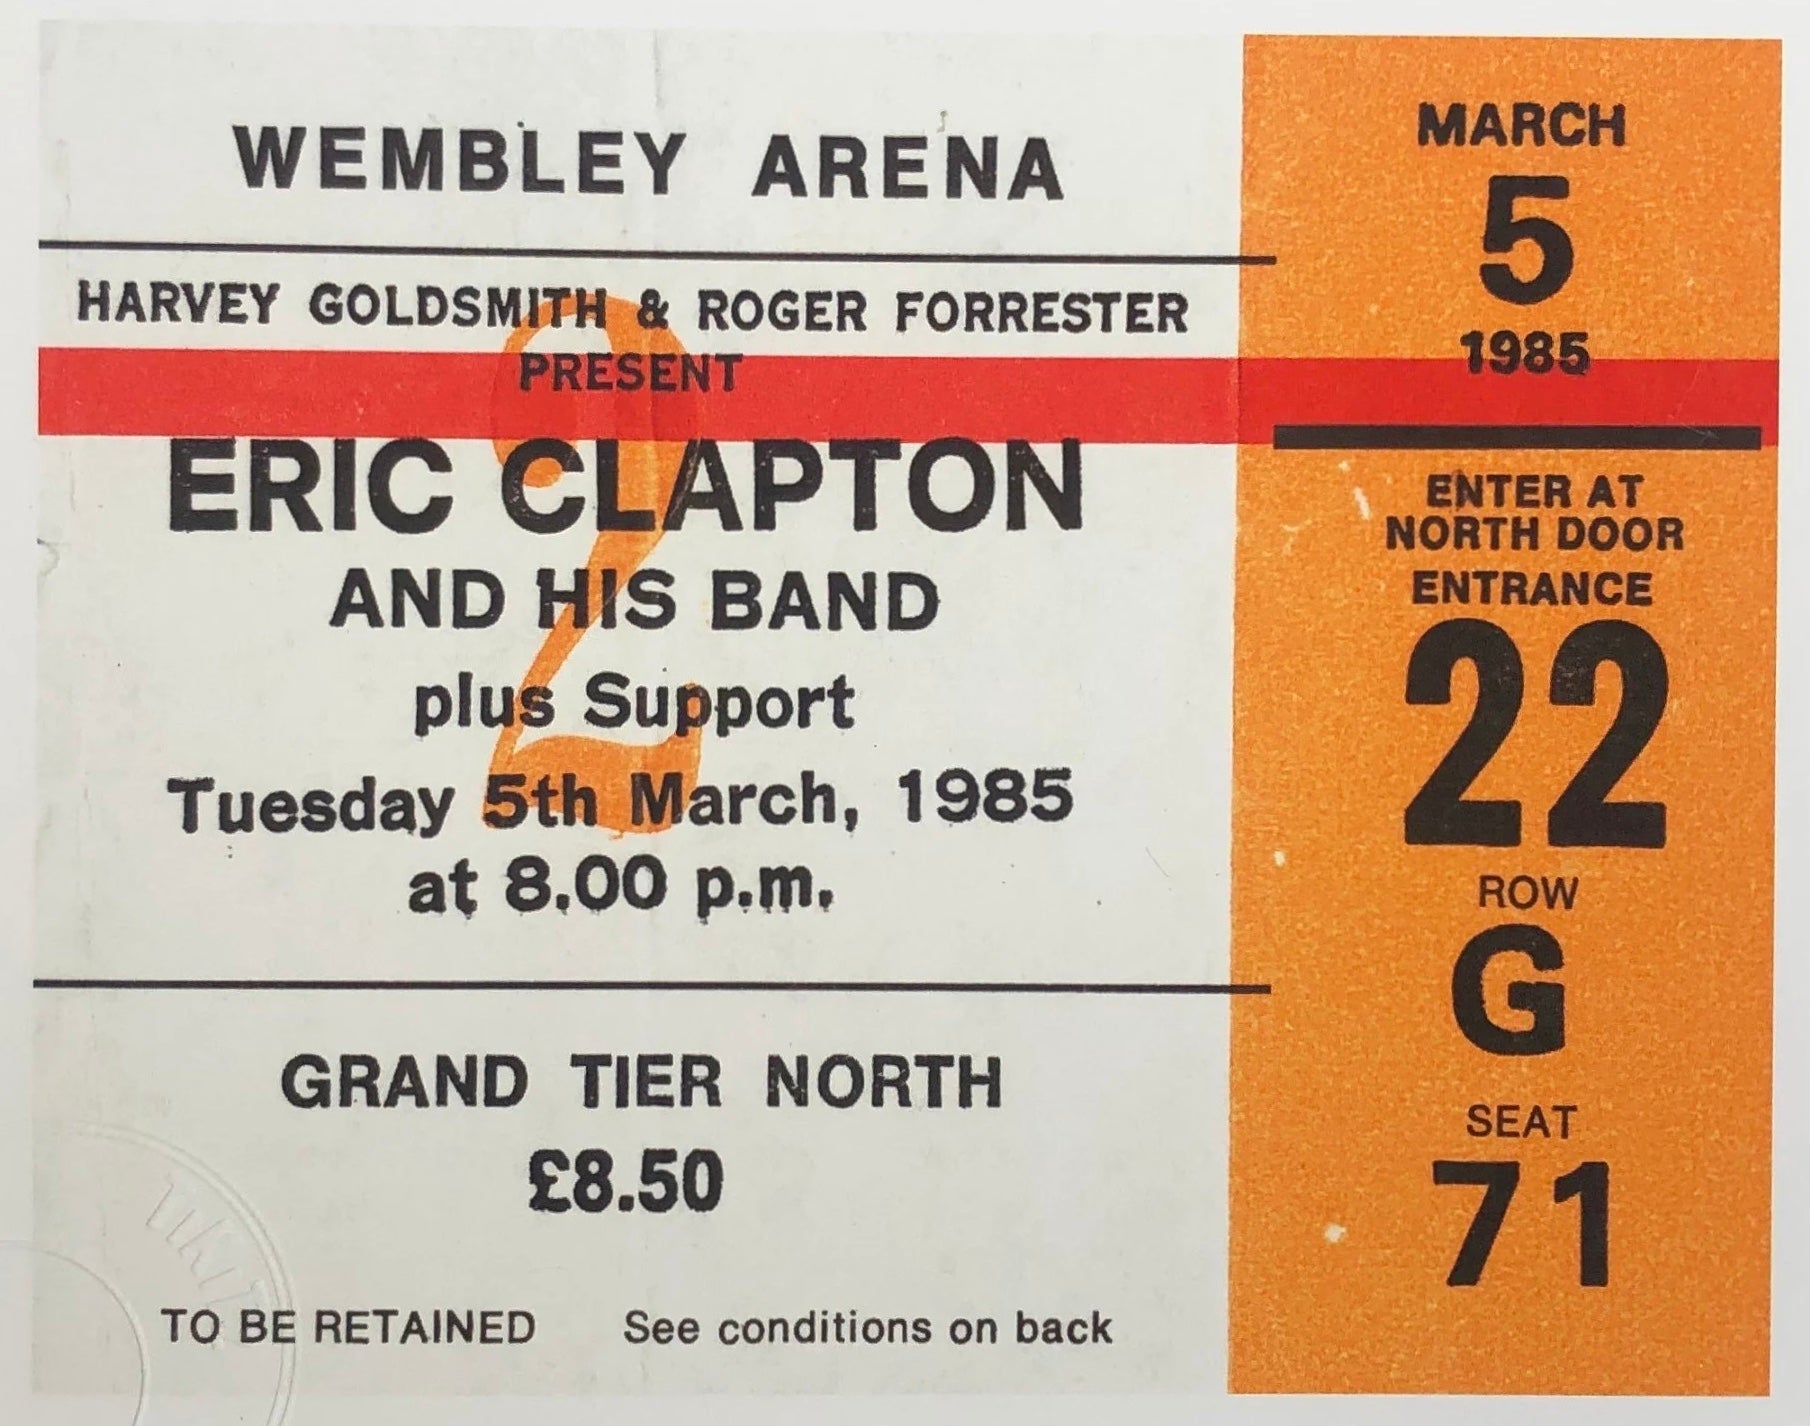 WEMBLEY ARENA
HARVEY GOLDSMITH & ROGER FORRESTER
PRESENT
2
ERIC CLAPTON
AND HIS BAND
plus Support
Tuesday 5th March, 1985
at 8.00 p.m.
GRAND TIER NORTH
£8.50
TO BE RETAINED See conditions on back
MARCH
5
1985
ENTER AT
NORTH DOOR
ENTRANCE
22
ROW
G
SEAT
71